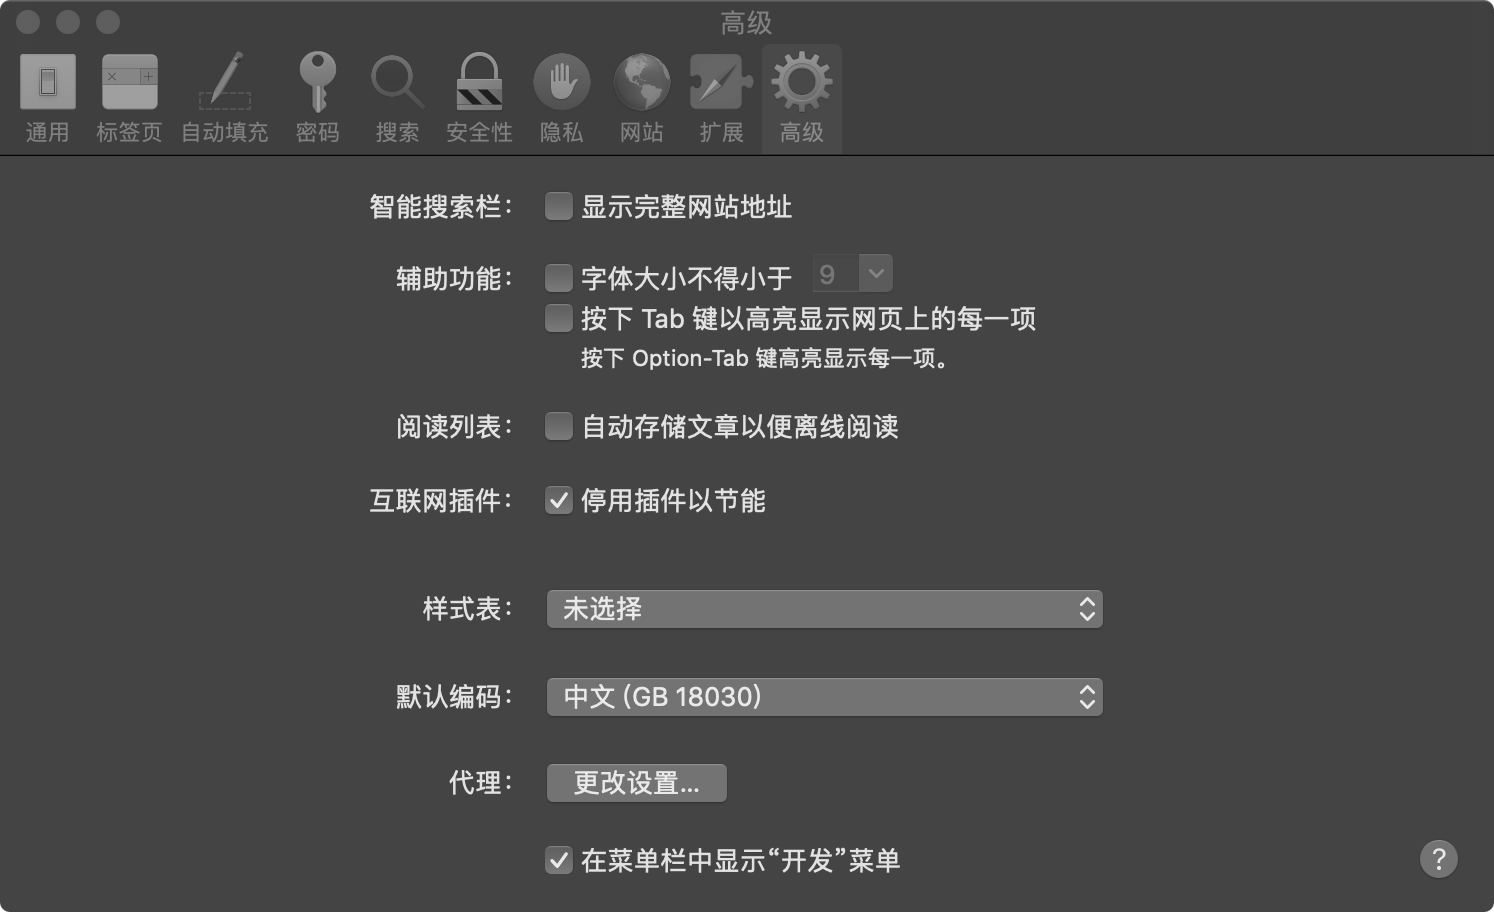 高级
通用 标签页 自动填充 密码 搜索 安全性 隐私 网站 扩展 高级
智能搜索栏： 显示完整网站地址
辅助功能： 字体大小不得小于 9
按下 Tab 键以高亮显示网页上的每一项
按下 Option-Tab 键高亮显示每一项。
阅读列表： 自动存储文章以便离线阅读
互联网插件： 停用插件以节能
样式表： 未选择
默认编码： 中文 (GB 18030)
代理： 更改设置...
在菜单栏中显示“开发”菜单
?